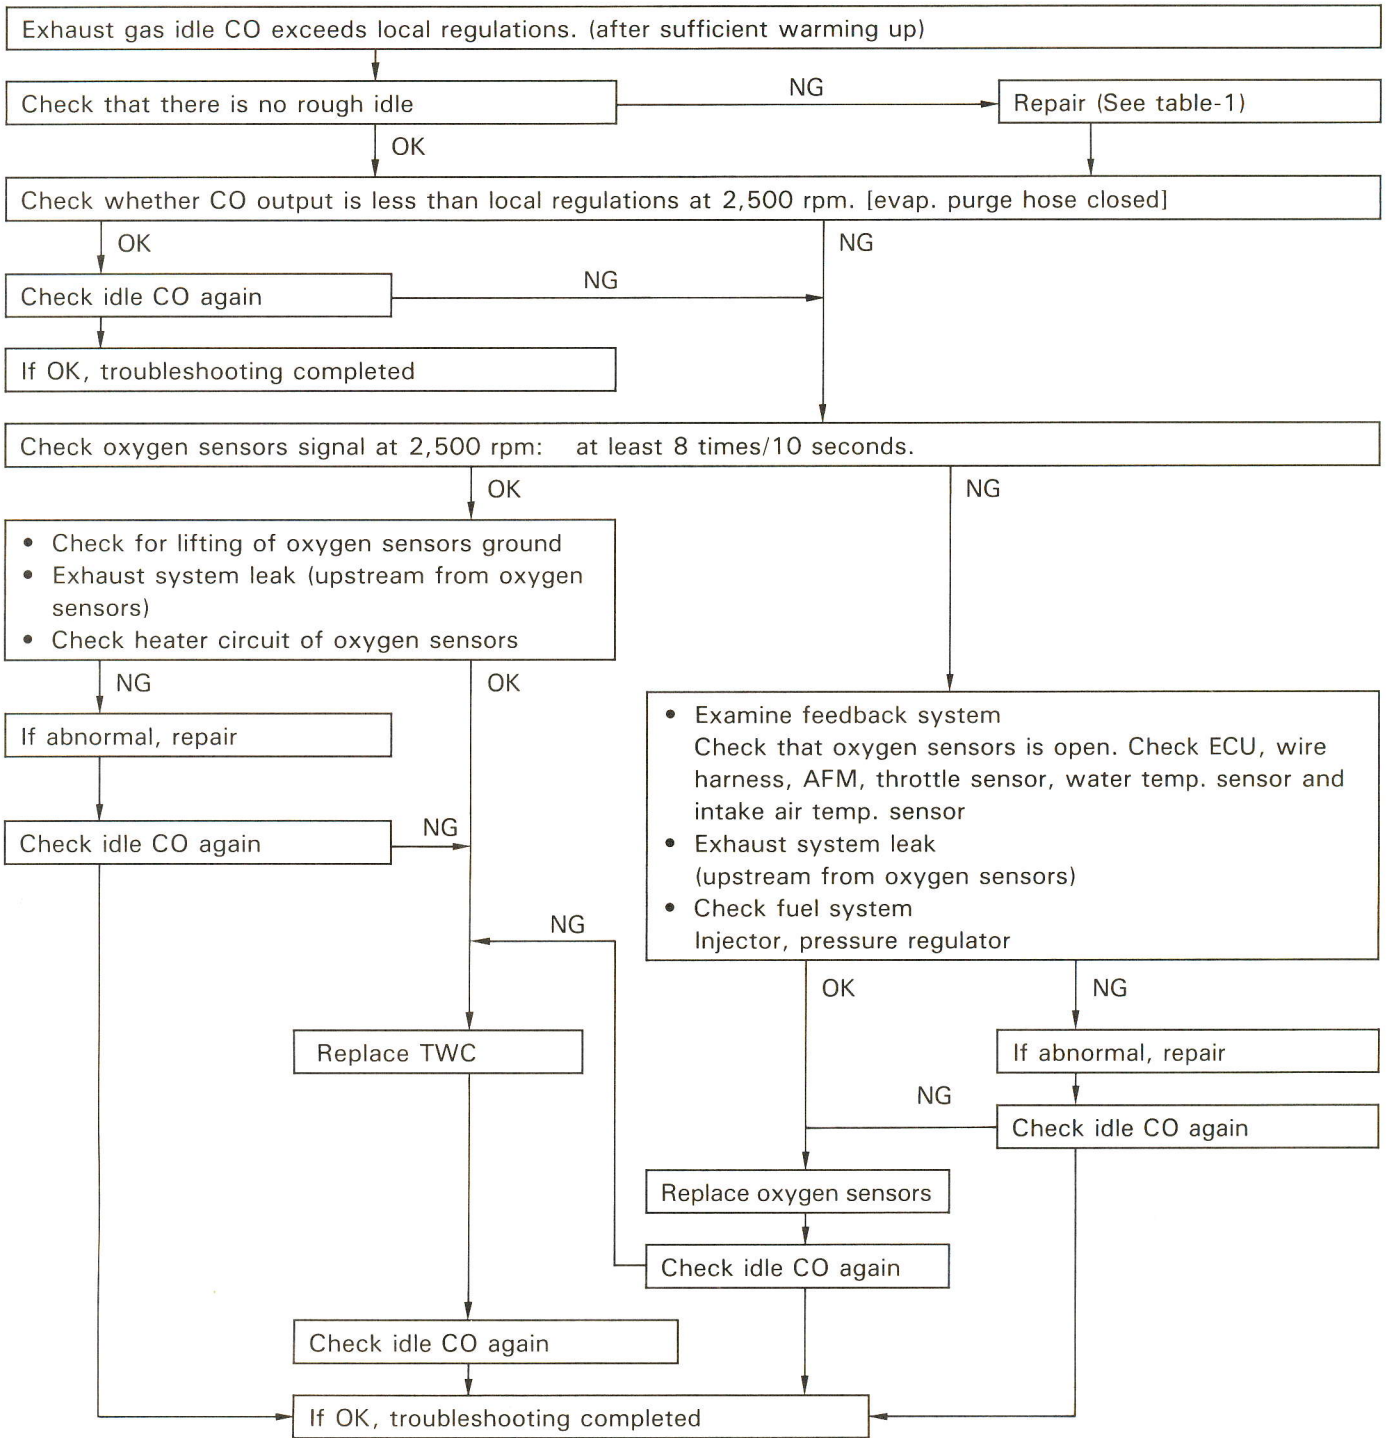 Exhaust gas idle CO exceeds local regulations. (after sufficient warming up)
Check that there is no rough idle
NG
Repair (See table-1)
OK
Check whether CO output is less than local regulations at 2,500 rpm. [evap. purge hose closed]
OK
NG
Check idle CO again
NG
If OK, troubleshooting completed
Check oxygen sensors signal at 2,500 rpm: at least 8 times/10 seconds.
OK
NG
• Check for lifting of oxygen sensors ground
• Exhaust system leak (upstream from oxygen
sensors)
• Check heater circuit of oxygen sensors
NG
OK
If abnormal, repair
Check idle CO again
NG
• Examine feedback system
Check that oxygen sensors is open. Check ECU, wire
harness, AFM, throttle sensor, water temp. sensor and
intake air temp. sensor
• Exhaust system leak
(upstream from oxygen sensors)
• Check fuel system
Injector, pressure regulator
NG
OK
NG
Replace TWC
If abnormal, repair
NG
Check idle CO again
Replace oxygen sensors
Check idle CO again
Check idle CO again
If OK, troubleshooting completed